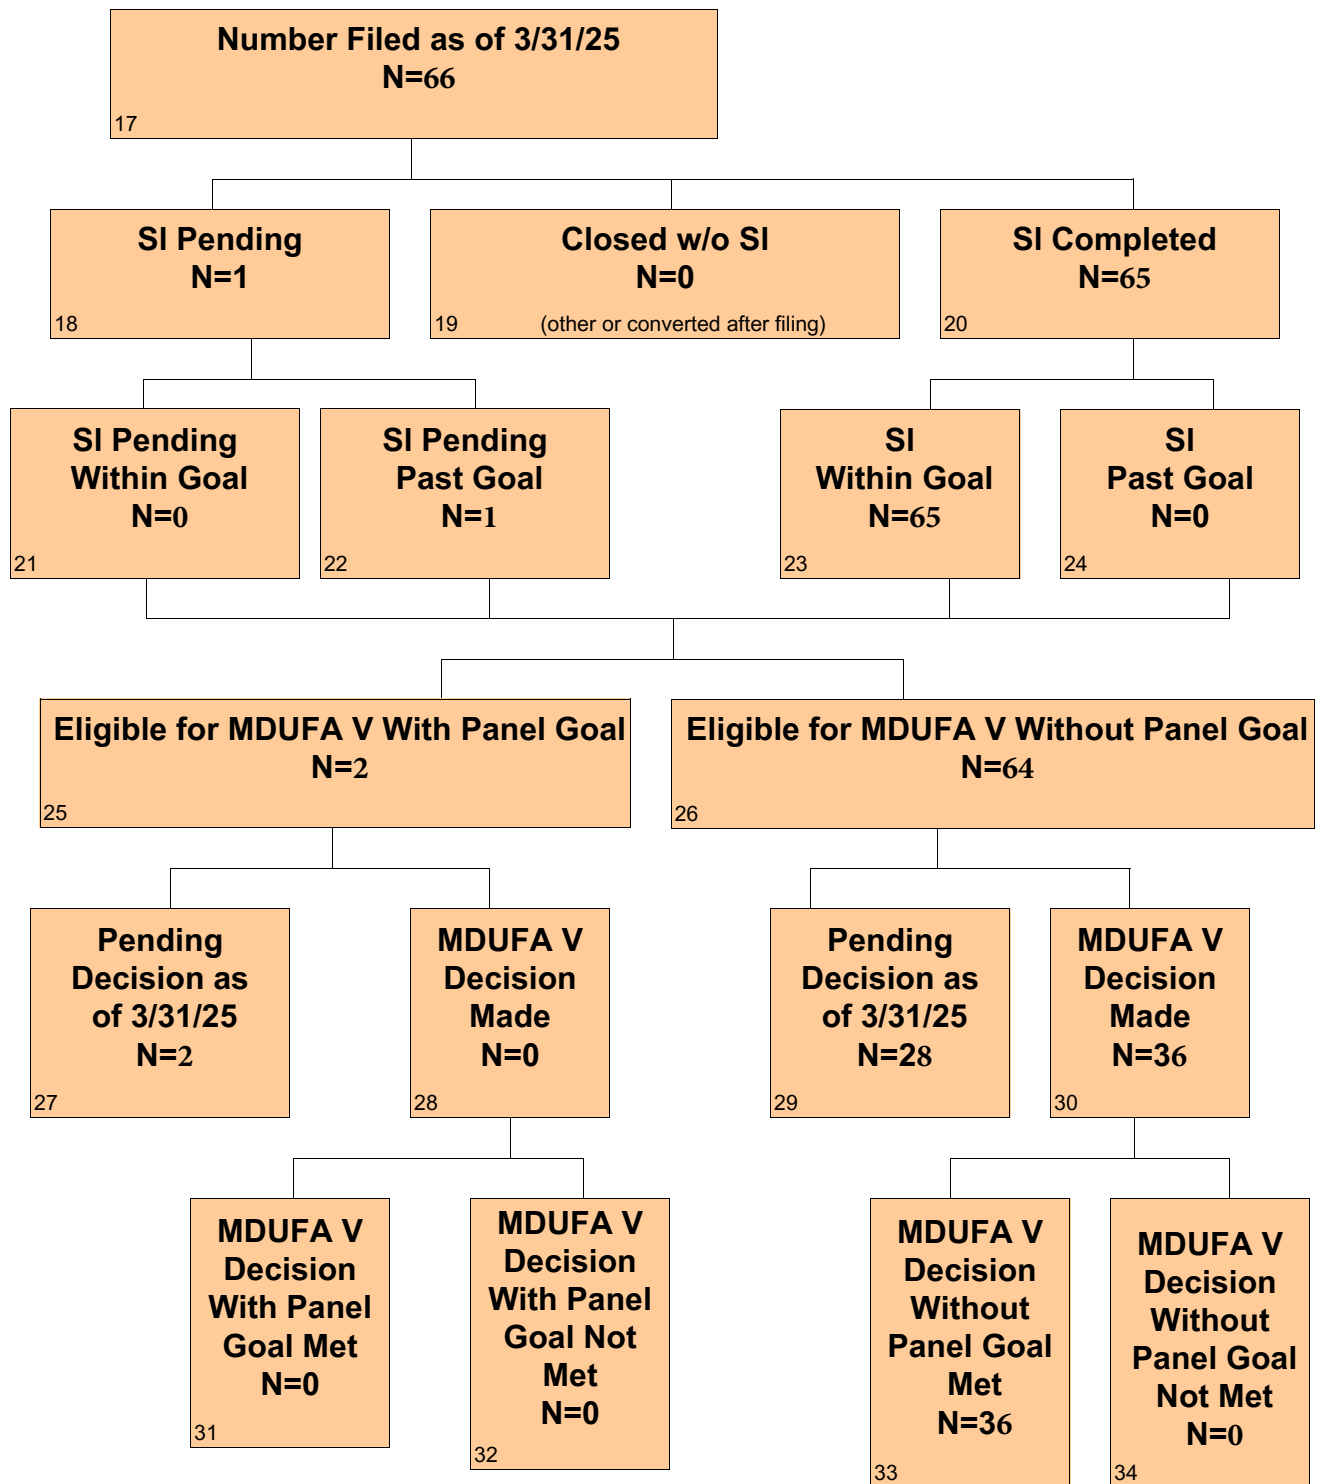 Number Filed as of 3/31/25
N=66
17
SI Pending
N=1
18
Closed w/o SI
N=0
19 (other or converted after filing)
SI Completed
N=65
20
SI Pending
Within Goal
N=0
21
SI Pending
Past Goal
N=1
22
SI
Within Goal
N=65
23
SI
Past Goal
N=0
24
Eligible for MDUFA V With Panel Goal
N=2
25
Eligible for MDUFA V Without Panel Goal
N=64
26
Pending
Decision as
of 3/31/25
N=2
27
MDUFA V
Decision
Made
N=0
28
Pending
Decision as
of 3/31/25
N=28
29
MDUFA V
Decision
Made
N=36
30
MDUFA V
Decision
With Panel
Goal Met
N=0
31
MDUFA V
Decision
With Panel
Goal Not
Met
N=0
32
MDUFA V
Decision
Without
Panel Goal
Met
N=36
33
MDUFA V
Decision
Without
Panel Goal
Not Met
N=0
34